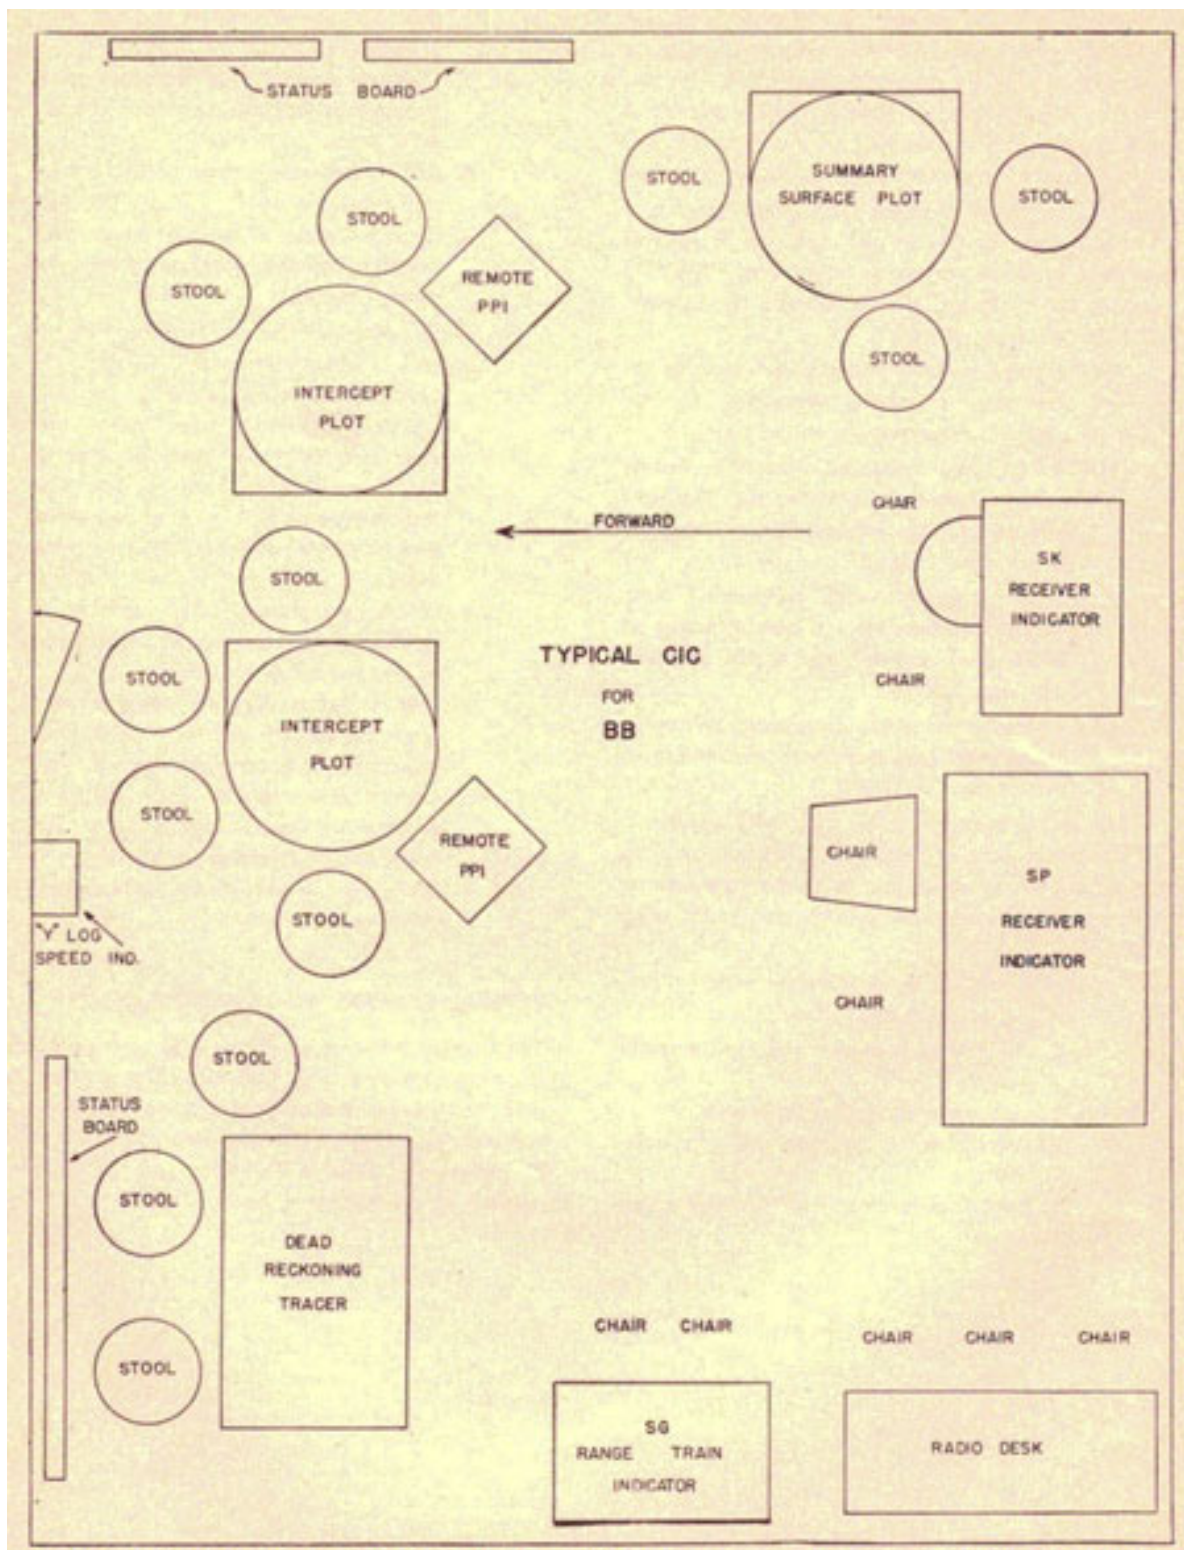 STATUS BOARD
SUMMARY
SURFACE PLOT
STOOL
STOOL
STOOL
STOOL
STOOL
REMOTE
PPI
INTERCEPT
PLOT
FORWARD
CHAIR
SK
RECEIVER
INDICATOR
STOOL
TYPICAL CIC
FOR
BB
CHAIR
STOOL
INTERCEPT
PLOT
STOOL
REMOTE
PPI
CHAIR
SP
RECEIVER
INDICATOR
STOOL
"Y" LOG
SPEED IND.
CHAIR
STOOL
STATUS
BOARD
STOOL
DEAD
RECKONING
TRACER
STOOL
CHAIR CHAIR
CHAIR CHAIR CHAIR
SG
RANGE TRAIN
INDICATOR
RADIO DESK